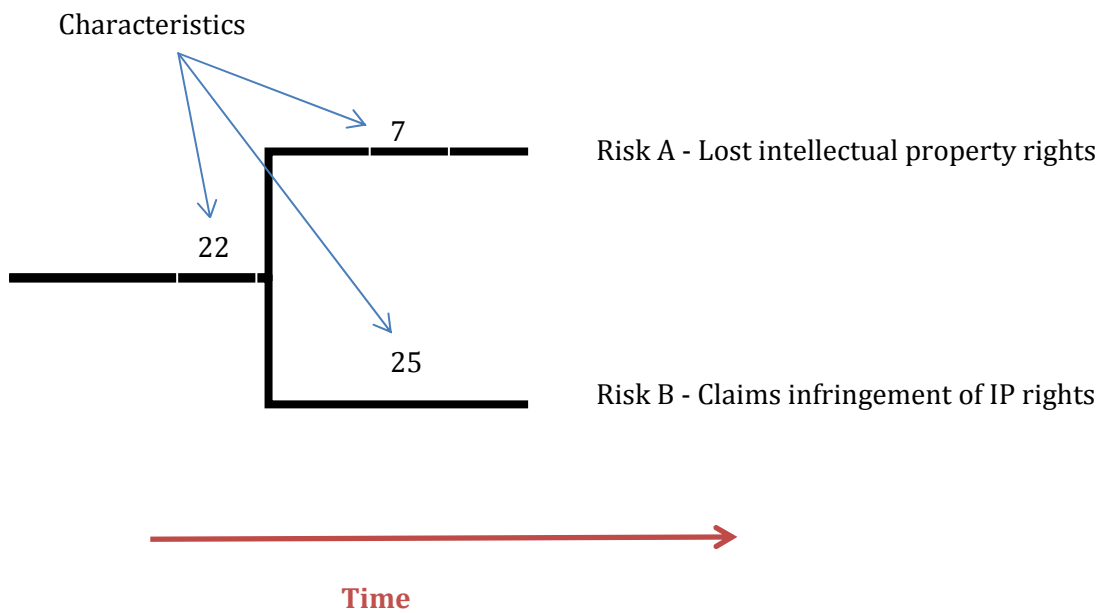 Characteristics
7
Risk A - Lost intellectual property rights
22
25
Risk B - Claims infringement of IP rights
Time